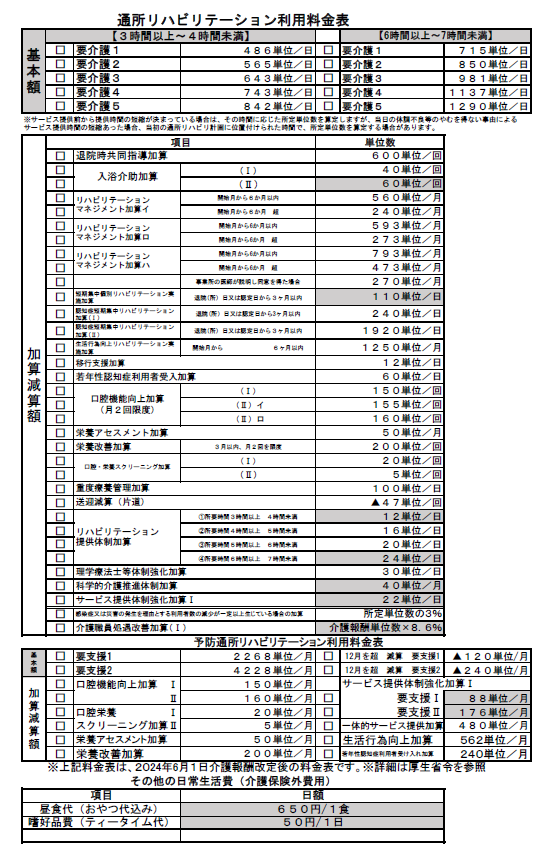 通所リハビリテーション利用料金表
基本額
【３時間以上～４時間未満】 【6時間以上～7時間未満】
□ 要介護１ ４８６単位／日 □ 要介護１ ７１５単位／日
□ 要介護２ ５６５単位／日 □ 要介護２ ８５０単位／日
□ 要介護３ ６４３単位／日 □ 要介護３ ９８１単位／日
□ 要介護４ ７４３単位／日 □ 要介護４ １１３７単位／日
□ 要介護５ ８４２単位／日 □ 要介護５ １２９０単位／日
※サービス提供前から提供時間の短縮が決まっている場合は、その時間に応じた所定単位数を算定しますが、当日の体験不良等のやむを得ない事由による
サービス提供時間の短縮あった場合、当初の通所リハビリ計画に位置付けられた時間で、所定単位数を算定する場合があります。
加算減算額
項目 単位数
□ 退院時共同指導加算 ６００単位／回
□ 入浴介助加算 （Ⅰ） ４０単位／回
□ （Ⅱ） ６０単位／回
□ リハビリテーション 開始月から６か月以内 ５６０単位／月
□ マネジメント加算イ 開始月から６か月　超 ２４０単位／月
□ リハビリテーション 開始月から6か月以内 ５９３単位／月
□ マネジメント加算ロ 開始月から6か月　超 ２７３単位／月
□ リハビリテーション 開始月から6か月以内 ７９３単位／月
□ マネジメント加算ハ 開始月から6か月　超 ４７３単位／月
□ 事業所の医師が説明し同意を得た場合 ２７０単位／月
□ 短期集中個別リハビリテーション実施加算 退院(所）日又は認定日から３ヶ月以内 １１０単位／日
□ 認知症短期集中リハビリテーション加算(Ⅰ) 退院(所）日又は認定日から3ヶ月以内 ２４０単位／日
□ 認知症短期集中リハビリテーション加算(Ⅱ) 退院(所）日又は認定日から３ヶ月以内 １９２０単位／月
□ 生活行為向上リハビリテーション実施加算 開始月から　６ヶ月以内 １２５０単位／月
□ 移行支援加算 １２単位／日
□ 若年性認知症利用者受入加算 ６０単位／日
□ 口腔機能向上加算 （Ⅰ） １５０単位／回
□ （月２回限度） （Ⅱ）イ １５５単位／回
□ （Ⅱ）ロ １６０単位／回
□ 栄養アセスメント加算 ５０単位／月
□ 栄養改善加算 ３月以内、月２回を限度 ２００単位／回
□ 口腔・栄養スクリーニング加算 （Ⅰ） ２０単位／回
□ （Ⅱ） ５単位／回
□ 重度療養管理加算 １００単位／日
□ 送迎減算（片道） ▲４７単位／回
□ リハビリテーション提供体制加算 ①所要時間３時間以上　４時間未満 １２単位／日
□ ②所要時間４時間以上　５時間未満 １６単位／日
□ ③所要時間５時間以上　６時間未満 ２０単位／日
□ ④所要時間６時間以上　７時間未満 ２４単位／日
□ 理学療法士等体制強化加算 ３０単位／日
□ 科学的介護推進体制加算 ４０単位／月
□ サービス提供体制強化加算Ⅰ ２２単位／日
□ 感染症又は災害の発生を理由とする利用者数の減少が一定以上生じている場合の加算 所定単位数の3％
□ 介護職員処遇改善加算(Ⅰ) 介護報酬単位数×８.６％
予防通所リハビリテーション利用料金表
基本額
□ 要支援1 ２２６８単位／月 □ 12月を超　減算　要支援1 ▲１２０単位/月
□ 要支援2 ４２２８単位／月 □ 12月を超　減算　要支援2 ▲２４０単位/月
加算減算額
□ 口腔機能向上加算　Ⅰ １５０単位／月 サービス提供体制強化加算Ⅰ
□ Ⅱ １６０単位／月 □ 要支援Ⅰ ８８単位／月
□ 口腔栄養　Ⅰ ２０単位／月 □ 要支援Ⅱ １７６単位／月
□ スクリーニング加算Ⅱ ５単位／月 □ 一体的サービス提供加算 ４８０単位／月
□ 栄養アセスメント加算 ５０単位／月 □ 生活行為向上加算 562単位／月
□ 栄養改善加算 ２００単位／月 □ 若年性認知症利用者受け入れ加算 240単位／月
※上記料金表は、2024年6月1日介護報酬改定後の料金表です。※詳細は厚生省令を参照
その他の日常生活費（介護保険外費用）
項目 日額
昼食代（おやつ代込み） ６５０円/１食
嗜好品費（ティータイム代） ５０円/１日